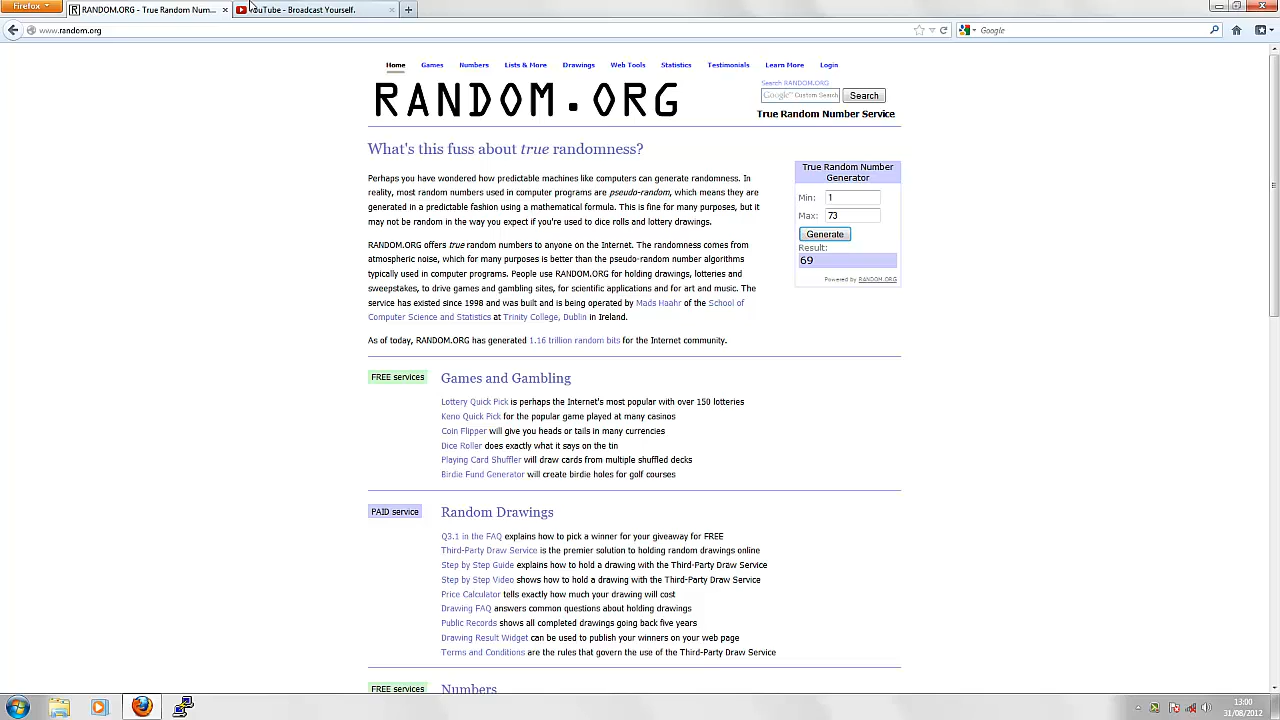 Firefox
RANDOM.ORG - True Random Num...
YouTube - Broadcast Yourself.
www.random.org
Google
Home Games Numbers Lists & More Drawings Web Tools Statistics Testimonials Learn More Login
RANDOM.ORG
Search RANDOM.ORG
Google™ Custom Search
Search
True Random Number Service
What's this fuss about true randomness?
Perhaps you have wondered how predictable machines like computers can generate randomness. In
reality, most random numbers used in computer programs are pseudo-random, which means they are
generated in a predictable fashion using a mathematical formula. This is fine for many purposes, but it
may not be random in the way you expect if you're used to dice rolls and lottery drawings.
RANDOM.ORG offers true random numbers to anyone on the Internet. The randomness comes from
atmospheric noise, which for many purposes is better than the pseudo-random number algorithms
typically used in computer programs. People use RANDOM.ORG for holding drawings, lotteries and
sweepstakes, to drive games and gambling sites, for scientific applications and for art and music. The
service has existed since 1998 and was built and is being operated by Mads Haahr of the School of
Computer Science and Statistics at Trinity College, Dublin in Ireland.
As of today, RANDOM.ORG has generated 1.16 trillion random bits for the Internet community.
True Random Number
Generator
Min: 1
Max: 73
Generate
Result:
69
Powered by RANDOM.ORG
FREE services
Games and Gambling
Lottery Quick Pick is perhaps the Internet's most popular with over 150 lotteries
Keno Quick Pick for the popular game played at many casinos
Coin Flipper will give you heads or tails in many currencies
Dice Roller does exactly what it says on the tin
Playing Card Shuffler will draw cards from multiple shuffled decks
Birdie Fund Generator will create birdie holes for golf courses
PAID service
Random Drawings
Q3.1 in the FAQ explains how to pick a winner for your giveaway for FREE
Third-Party Draw Service is the premier solution to holding random drawings online
Step by Step Guide explains how to hold a drawing with the Third-Party Draw Service
Step by Step Video shows how to hold a drawing with the Third-Party Draw Service
Price Calculator tells exactly how much your drawing will cost
Drawing FAQ answers common questions about holding drawings
Public Records shows all completed drawings going back five years
Drawing Result Widget can be used to publish your winners on your web page
Terms and Conditions are the rules that govern the use of the Third-Party Draw Service
FREE services
Numbers
13:00
31/08/2012